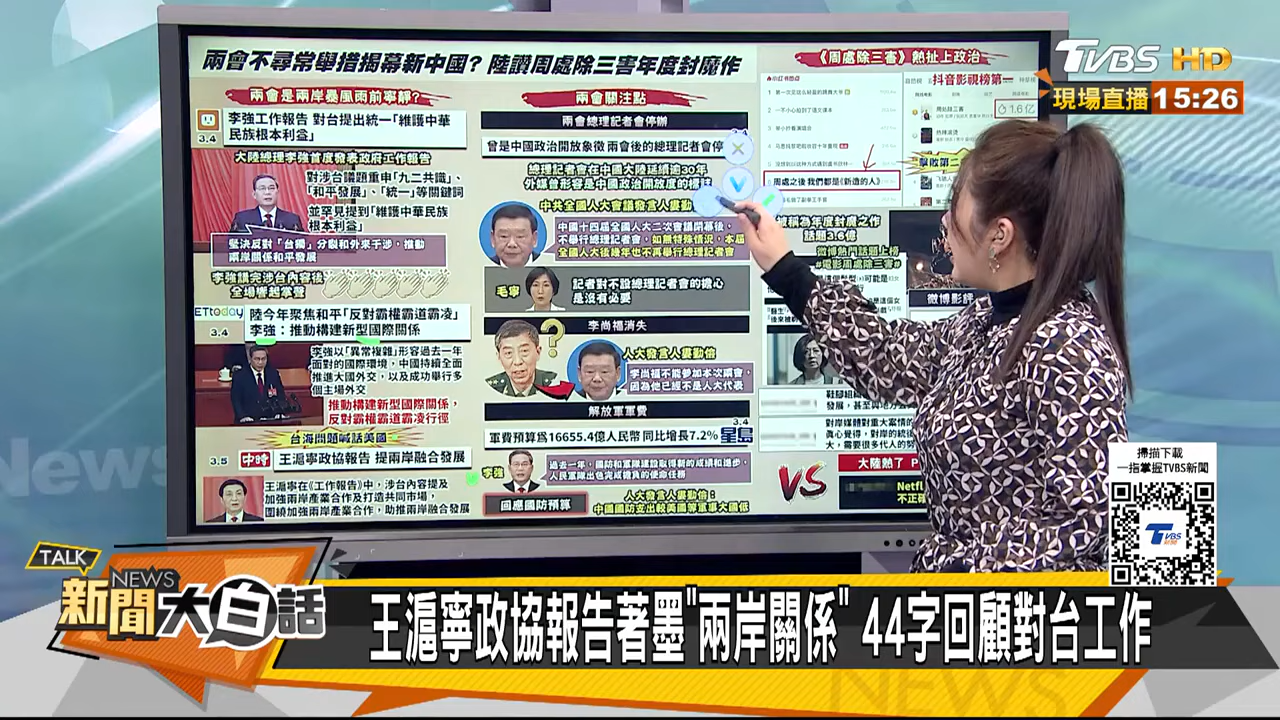 兩會不尋常舉措揭幕新中國？陸讚周處除三害年度封魔作
兩會是兩岸暴風雨前寧靜？
3.4
李強工作報告 對台提出統一「維護中華
民族根本利益」
大陸總理李強首度發表政府工作報告
對涉台議題重申「九二共識」、
「和平發展」、「統一」等關鍵詞
並罕見提到「維護中華民族
根本利益」
堅決反對「台獨」分裂和外來干涉，推動
兩岸關係和平發展
李強講完涉台內容後
全場響起掌聲
ETtoday
3.4
陸今年聚焦和平「反對霸權霸道霸凌」
李強：推動構建新型國際關係
李強以「異常複雜」形容過去一年
面對的國際環境，中國持續全面
推進大國外交，以及成功舉行多
個主場外交
推動構建新型國際關係，
反對霸權霸道霸凌行徑
台海問題喊話美國
3.5
中時
王滬寧政協報告 提兩岸融合發展
王滬寧在《工作報告》中，涉台內容提及
加強兩岸產業合作及打造共同市場，
圍繞加強兩岸產業合作，助推兩岸融合發展
兩會關注點
兩會總理記者會停辦
曾是中國政治開放象徵 兩會後的總理記者會停
總理記者會在中國大陸延續逾30年
外媒曾形容是中國政治開放度的標誌
中共全國人大會議發言人婁勤
中國十四屆全國人大二次會議閉幕後，
不舉行總理記者會，如無特殊情況，本屆
全國人大後幾年也不再舉行總理記者會
毛寧
記者對不設總理記者會的擔心
是沒有必要
李尚福消失
人大發言人婁勤儉
李尚福不能參加本次兩會，
因為他已經不是人大代表
解放軍軍費
3.4
軍費預算為16655.4億人民幣 同比增長7.2%
星島
李強
過去一年，國防和軍隊建設取得新的成績和進步，
人民軍隊出色完成擔負的使命任務
回應國防預算
人大發言人婁勤儉：
中國國防支出較美國等軍事大國低
《周處除三害》熱扯上政治
抖音影視榜第一
1.6億
周處之後 我們都是《新造的人》
擊敗第二
稱為年度封魔之作
話題3.6億
微博熱門話題上榜
#電影周處除三害#
微博影評
VS
大陸熱了
Netfl
不正確
TVBS HD
現場直播 15:26
掃描下載
一指掌握TVBS新聞
TVBS
新聞
TALK
NEWS
新聞大白話
王滬寧政協報告著墨"兩岸關係" 44字回顧對台工作
NEWS